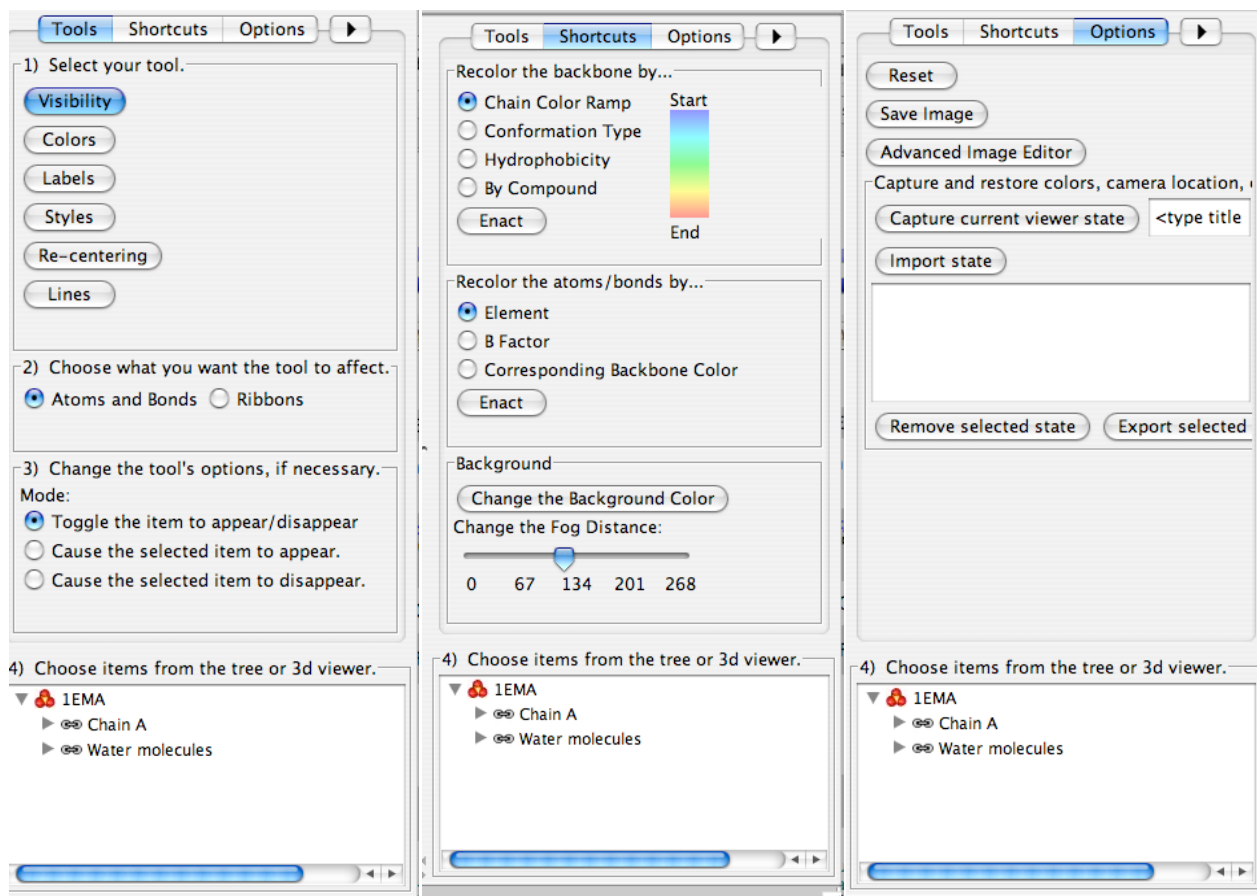 Tools Shortcuts Options
1) Select your tool.
Visibility
Colors
Labels
Styles
Re-centering
Lines
2) Choose what you want the tool to affect.
Atoms and Bonds Ribbons
3) Change the tool's options, if necessary.
Mode:
Toggle the item to appear/disappear
Cause the selected item to appear.
Cause the selected item to disappear.
4) Choose items from the tree or 3d viewer.
1EMA
Chain A
Water molecules
Tools Shortcuts Options
Recolor the backbone by...
Chain Color Ramp
Conformation Type
Hydrophobicity
By Compound
Enact
Start
End
Recolor the atoms/bonds by...
Element
B Factor
Corresponding Backbone Color
Enact
Background
Change the Background Color
Change the Fog Distance:
0 67 134 201 268
4) Choose items from the tree or 3d viewer.
1EMA
Chain A
Water molecules
Tools Shortcuts Options
Reset
Save Image
Advanced Image Editor
Capture and restore colors, camera location,
Capture current viewer state <type title
Import state
Remove selected state Export selected
4) Choose items from the tree or 3d viewer.
1EMA
Chain A
Water molecules